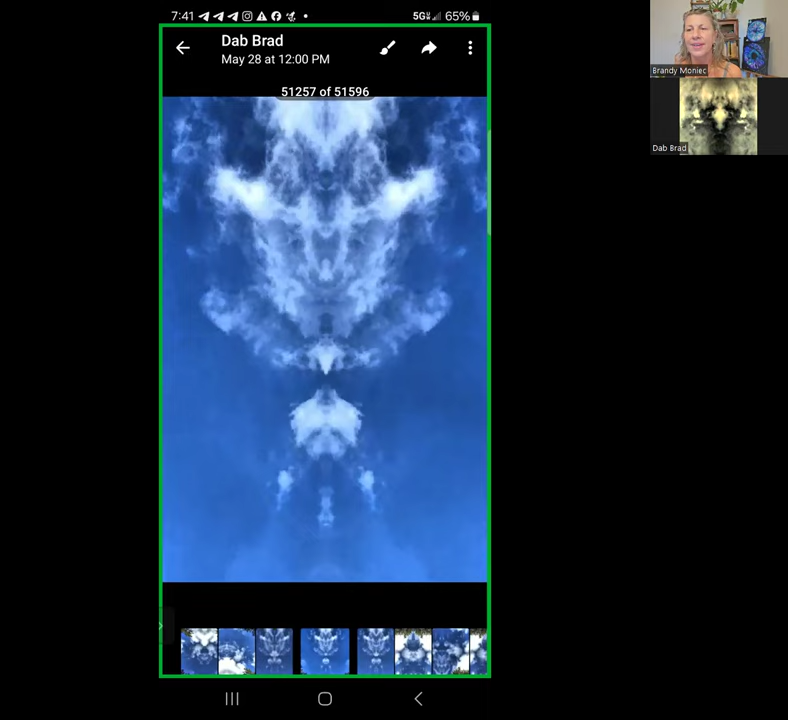 7:41
5G 65%
Dab Brad
May 28 at 12:00 PM
51257 of 51596
Brandy Moniec
Dab Brad